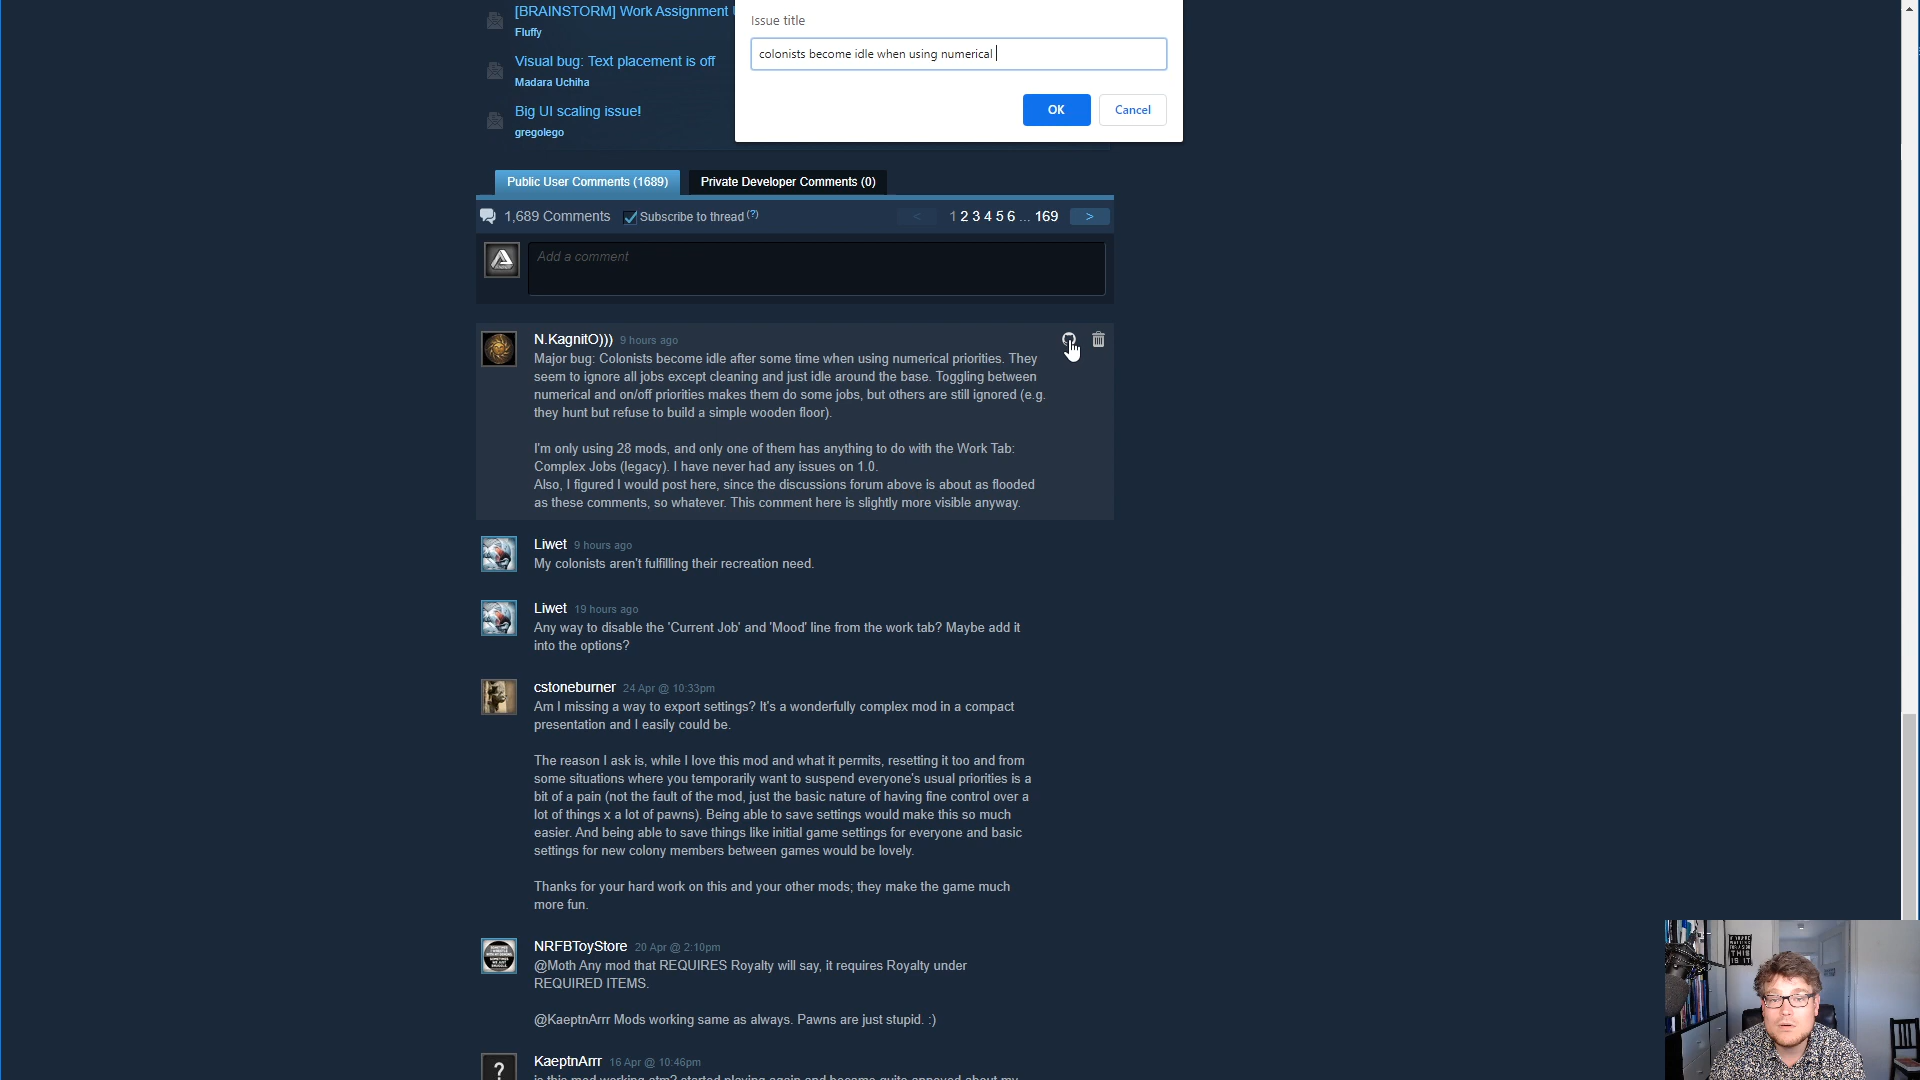 [BRAINSTORM] Work Assignment
Fluffy
Visual bug: Text placement is off
Madara Uchiha
Big UI scaling issue!
gregolego
Issue title
colonists become idle when using numerical
OK
Cancel
Public User Comments (1689)
Private Developer Comments (0)
1,689 Comments
Subscribe to thread (?)
< 1 2 3 4 5 6 ... 169 >
Add a comment
N.KagnitO))) 9 hours ago
Major bug: Colonists become idle after some time when using numerical priorities. They
seem to ignore all jobs except cleaning and just idle around the base. Toggling between
numerical and on/off priorities makes them do some jobs, but others are still ignored (e.g.
they hunt but refuse to build a simple wooden floor).
I'm only using 28 mods, and only one of them has anything to do with the Work Tab:
Complex Jobs (legacy). I have never had any issues on 1.0.
Also, I figured I would post here, since the discussions forum above is about as flooded
as these comments, so whatever. This comment here is slightly more visible anyway.
Liwet 9 hours ago
My colonists aren't fulfilling their recreation need.
Liwet 19 hours ago
Any way to disable the 'Current Job' and 'Mood' line from the work tab? Maybe add it
into the options?
cstoneburner 24 Apr @ 10:33pm
Am I missing a way to export settings? It's a wonderfully complex mod in a compact
presentation and I easily could be.
The reason I ask is, while I love this mod and what it permits, resetting it too and from
some situations where you temporarily want to suspend everyone's usual priorities is a
bit of a pain (not the fault of the mod, just the basic nature of having fine control over a
lot of things x a lot of pawns). Being able to save settings would make this so much
easier. And being able to save things like initial game settings for everyone and basic
settings for new colony members between games would be lovely.
Thanks for your hard work on this and your other mods; they make the game much
more fun.
NRFBToyStore 20 Apr @ 2:10pm
@Moth Any mod that REQUIRES Royalty will say, it requires Royalty under
REQUIRED ITEMS.
@KaeptnArrr Mods working same as always. Pawns are just stupid. :)
KaeptnArrr 16 Apr @ 10:46pm
THIS
IS IT